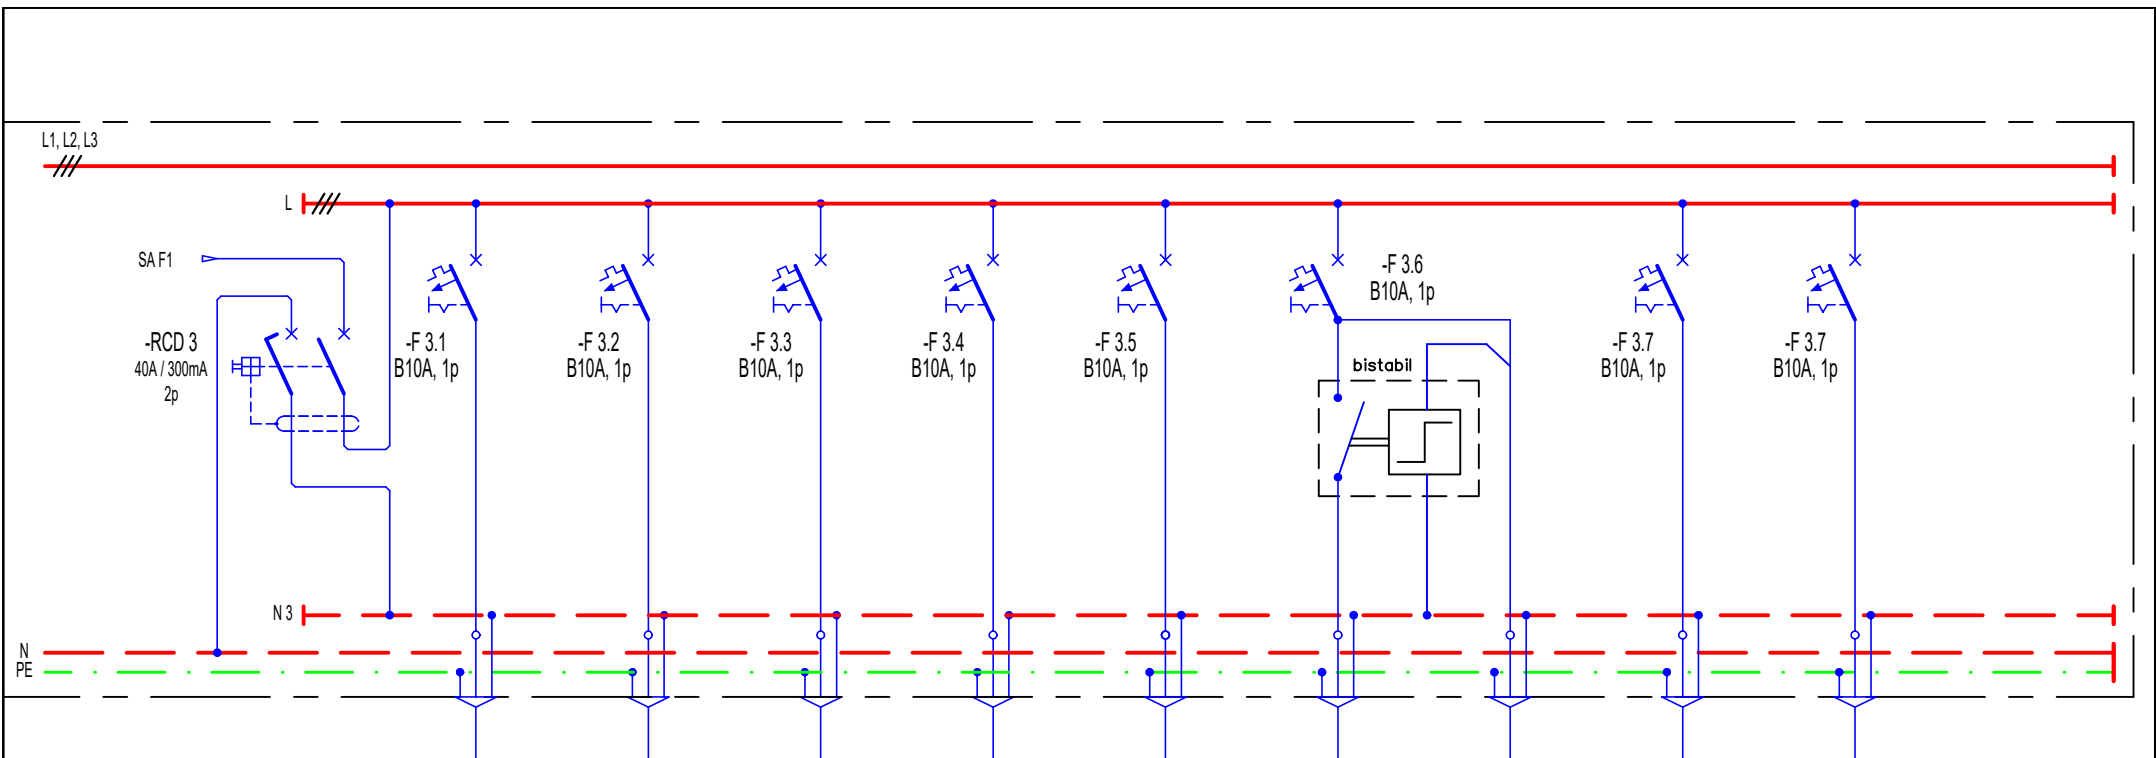 L1, L2, L3
L
SA F1
-RCD 3
40A / 300mA
2p
-F 3.1
B10A, 1p
-F 3.2
B10A, 1p
-F 3.3
B10A, 1p
-F 3.4
B10A, 1p
-F 3.5
B10A, 1p
-F 3.6
B10A, 1p
bistabil
-F 3.7
B10A, 1p
-F 3.7
B10A, 1p
N 3
N
PE